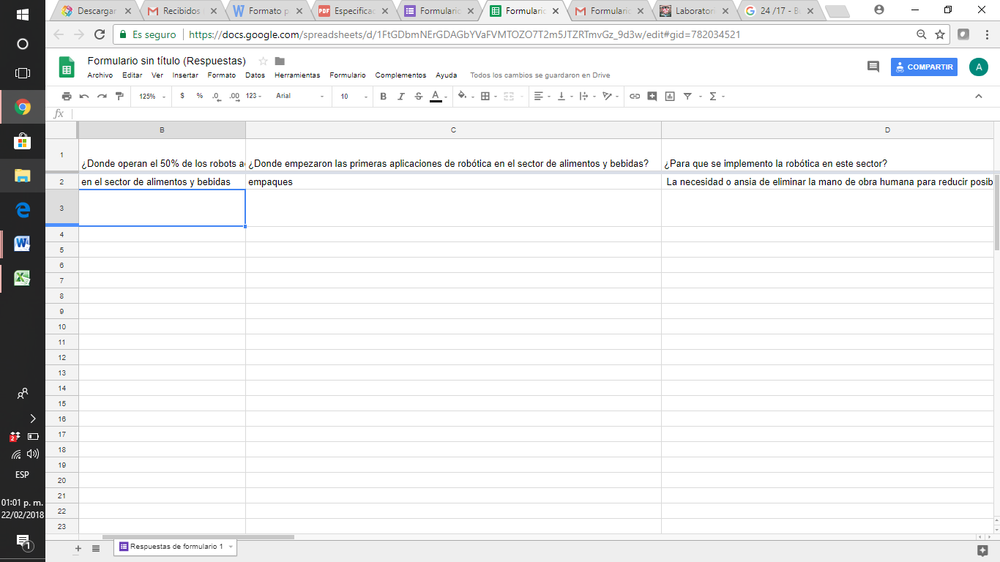 Descargar
Recibidos
Formato p
PDF Especificac
Formulario
Formulario
Formulario
Laboratori
24 /17 - B
Es seguro
https://docs.google.com/spreadsheets/d/1FtGDbmNErGDAGbYVaFVMTOZO7T2m5JTZRTmvGz_9d3w/edit#gid=782034521
Formulario sin título (Respuestas)
Archivo Editar Ver Insertar Formato Datos Herramientas Formulario Complementos Ayuda Todos los cambios se guardaron en Drive
COMPARTIR
A
125% $ % .0 .00 123 Arial 10 B I S A Σ
fx
B C D
1 ¿Donde operan el 50% de los robots a ¿Donde empezaron las primeras aplicaciones de robótica en el sector de alimentos y bebidas? ¿Para que se implemento la robótica en este sector?
2 en el sector de alimentos y bebidas empaques La necesidad o ansia de eliminar la mano de obra humana para reducir posib
3
4
5
6
7
8
9
10
11
12
13
14
15
16
17
18
19
20
21
22
23
Respuestas de formulario 1
2
ESP
01:01 p. m.
22/02/2018
1